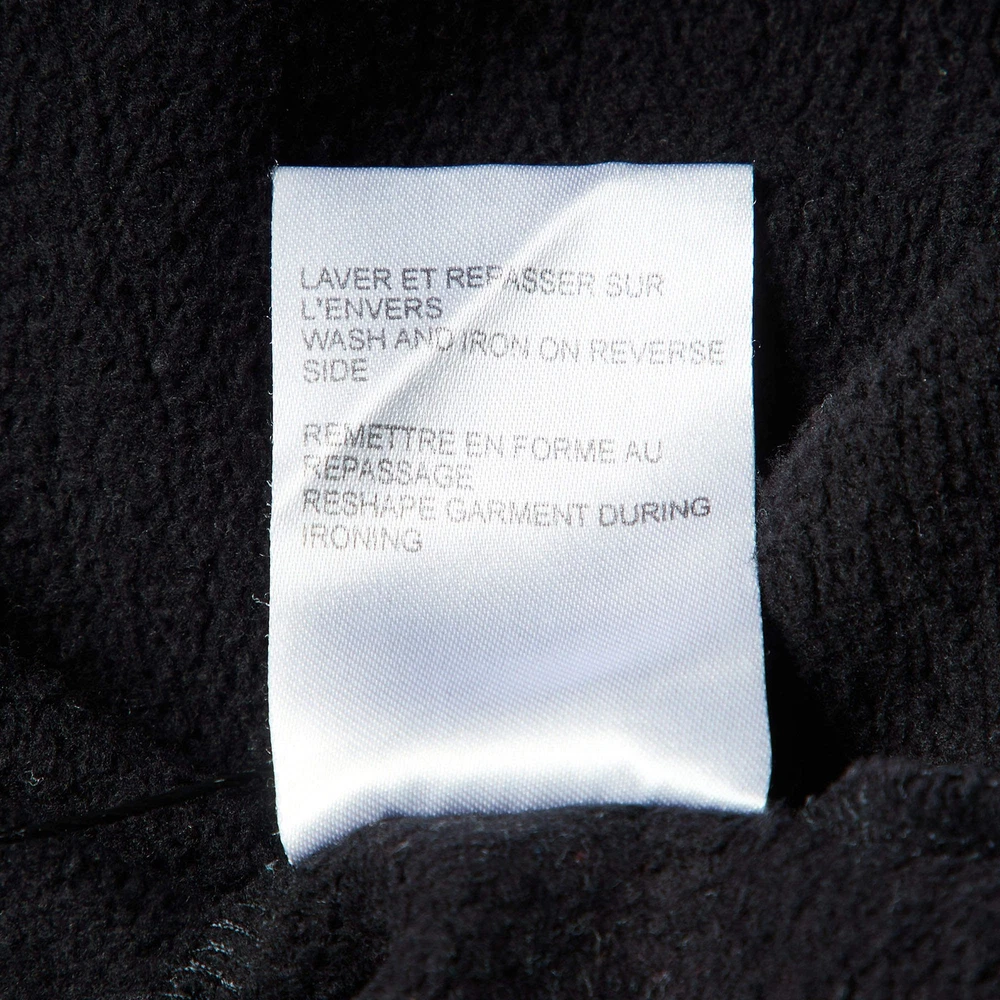 LAVER ET REPASSER SUR
L'ENVERS
WASH AND IRON ON REVERSE
SIDE
REMETTRE EN FORME AU
REPASSAGE
RESHAPE GARMENT DURING
IRONING